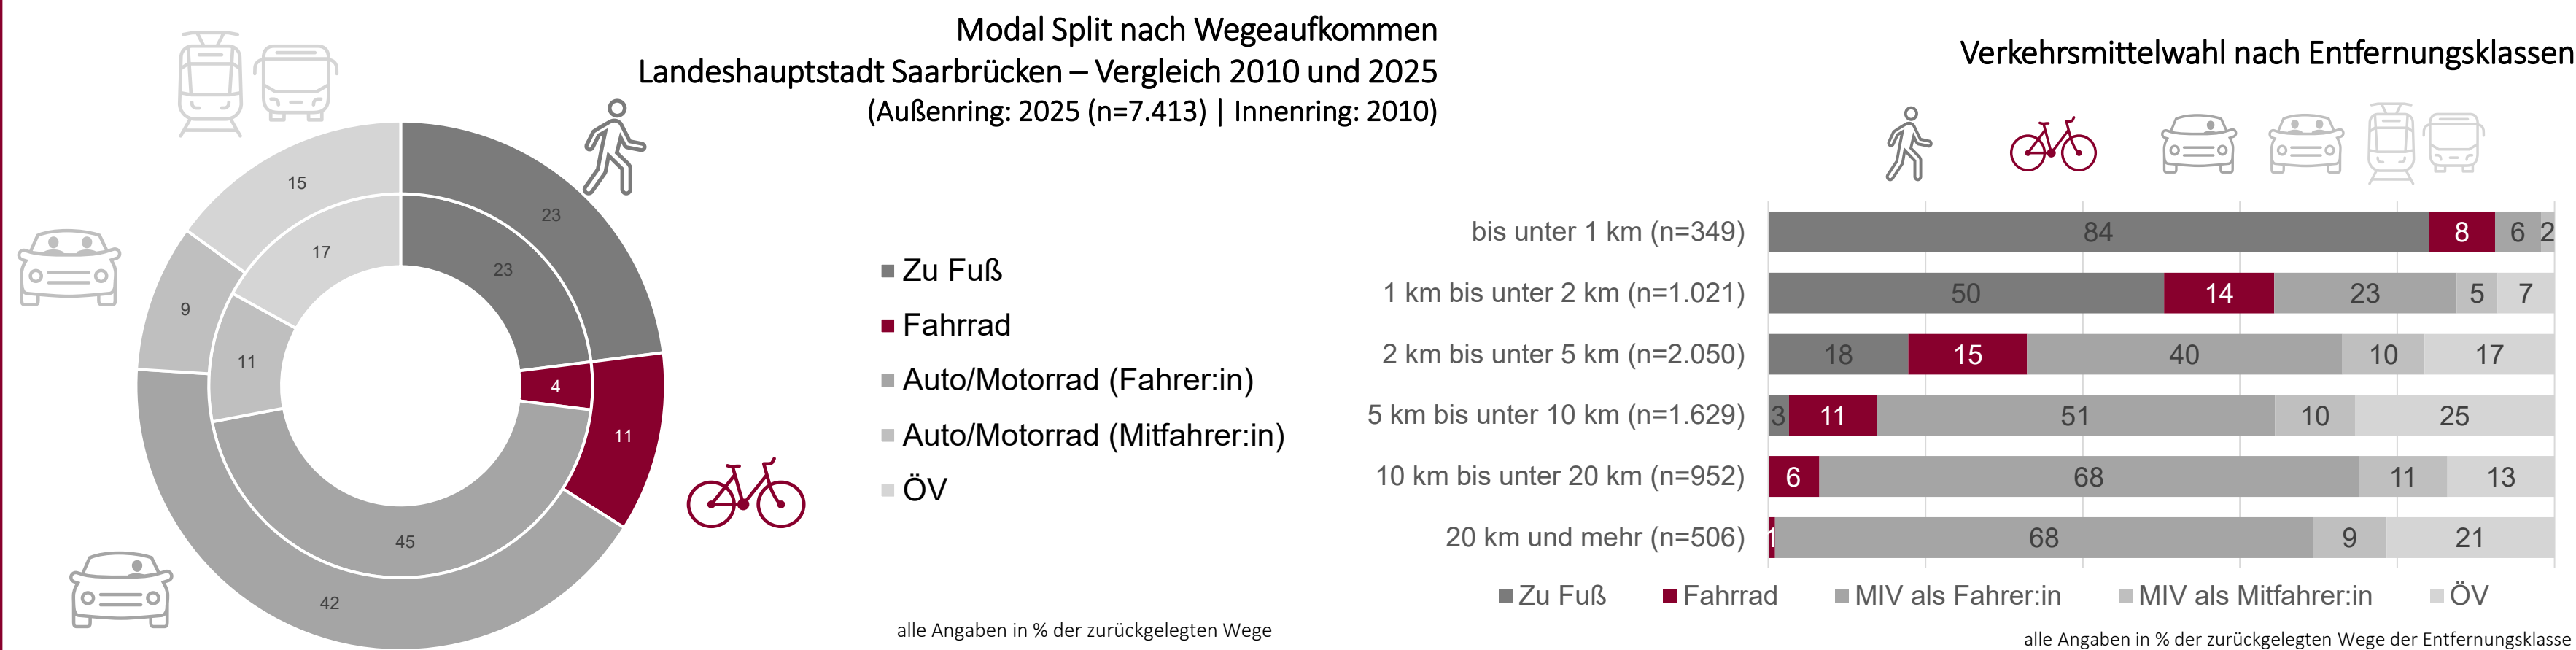 Modal Split nach Wegeaufkommen
Landeshauptstadt Saarbrücken – Vergleich 2010 und 2025
(Außenring: 2025 (n=7.413) | Innenring: 2010)
15
23
17
23
9
11
4
11
45
42
Zu Fuß
Fahrrad
Auto/Motorrad (Fahrer:in)
Auto/Motorrad (Mitfahrer:in)
ÖV
alle Angaben in % der zurückgelegten Wege
Verkehrsmittelwahl nach Entfernungsklassen
bis unter 1 km (n=349) 84 8 6 2
1 km bis unter 2 km (n=1.021) 50 14 23 5 7
2 km bis unter 5 km (n=2.050) 18 15 40 10 17
5 km bis unter 10 km (n=1.629) 3 11 51 10 25
10 km bis unter 20 km (n=952) 6 68 11 13
20 km und mehr (n=506) 1 68 9 21
Zu Fuß Fahrrad MIV als Fahrer:in MIV als Mitfahrer:in ÖV
alle Angaben in % der zurückgelegten Wege der Entfernungsklasse